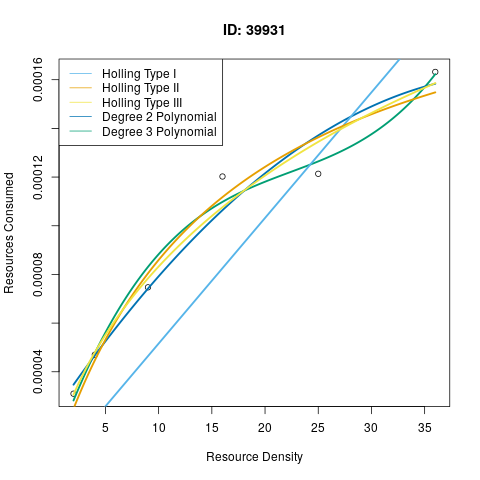 ID: 39931
Holling Type I
Holling Type II
Holling Type III
Degree 2 Polynomial
Degree 3 Polynomial
Resources Consumed
0.00016
0.00012
0.00008
0.00004
5 10 15 20 25 30 35
Resource Density